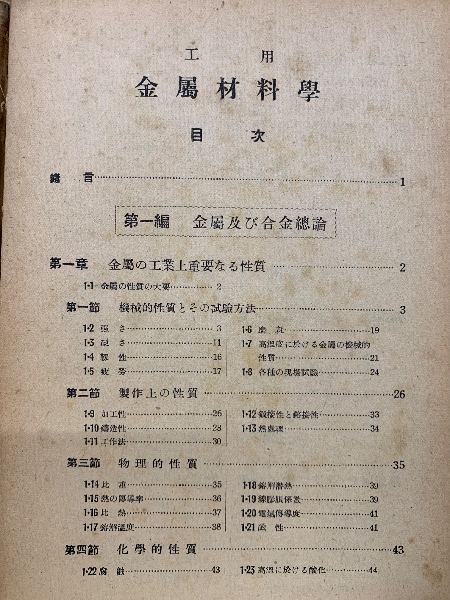 工用
金屬材料學
目次
緒言 1
第一編 金屬及び合金總論
第一章 金屬の工業上重要なる性質 2
1·1 金屬の性質の大要 2
第一節 機械的性質とその試驗方法 3
1·2 强さ 3
1·3 硬さ 11
1·4 靱性 16
1·5 疲勞 17
1·6 磨耗 19
1·7 高溫度に於ける金屬の機械的
性質 21
1·8 各種の現場試驗 24
第二節 製作上の性質 26
1·9 加工性 26
1·10 鑄造性 28
1·11 工作法 30
1·12 鍛接性と鎔接性 33
1·13 熱處理 34
第三節 物理的性質 35
1·14 比重 35
1·15 熱の傳導率 36
1·16 比熱 37
1·17 鎔解溫度 38
1·18 鎔解潛熱 39
1·19 線膨脹係數 39
1·20 電氣傳導度 41
1·21 磁性 41
第四節 化學的性質 43
1·22 腐蝕 43
1·23 高溫に於ける酸化 44